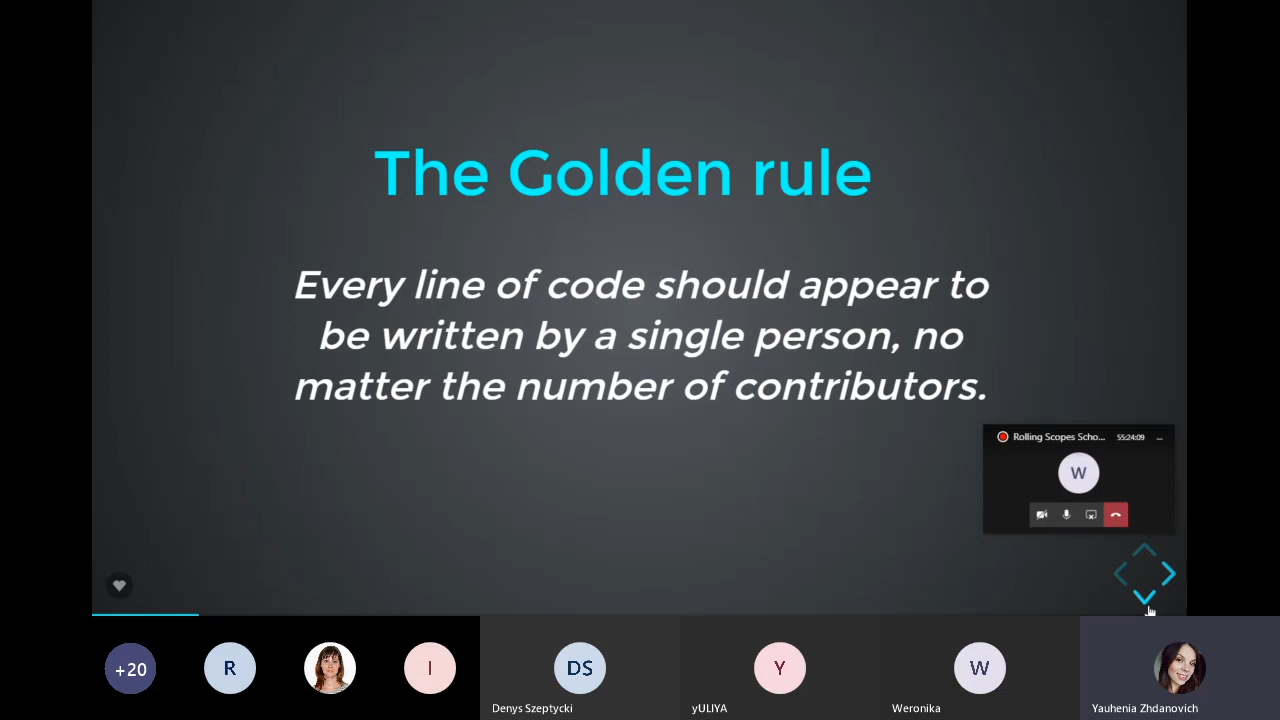 The Golden rule
Every line of code should appear to
be written by a single person, no
matter the number of contributors.
Rolling Scopes Scho... 55:24:09
W
+20
R
I
DS
Y
W
Denys Szeptycki
yULIYA
Weronika
Yauhenia Zhdanovich